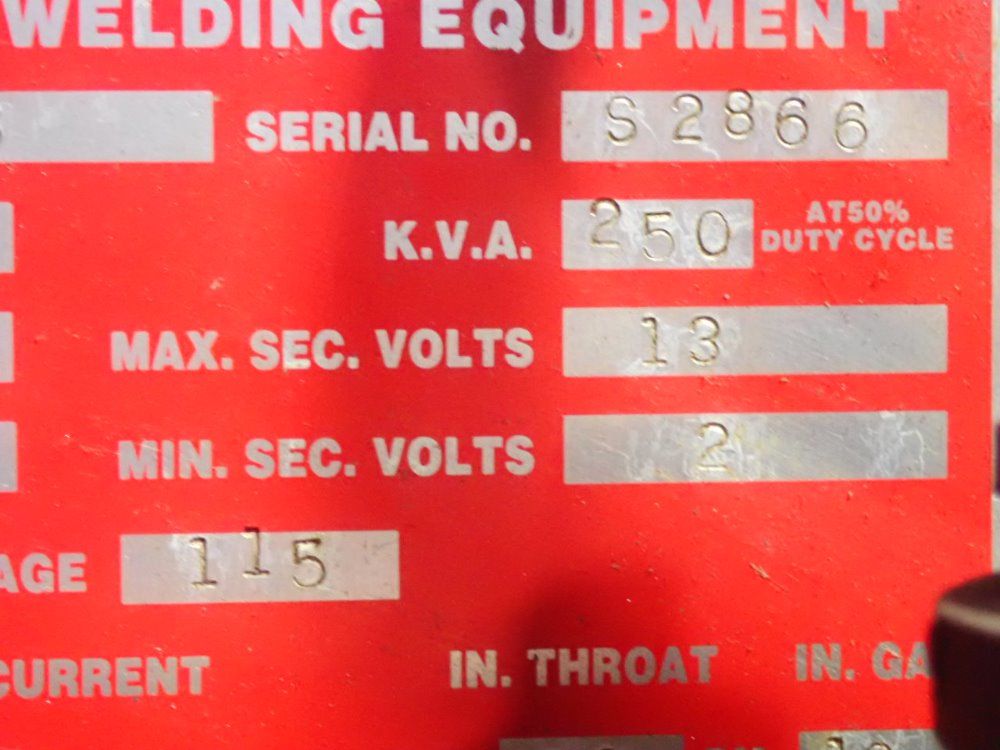 WELDING EQUIPMENT
SERIAL NO. S2866
K.V.A. 250 AT50%
DUTY CYCLE
MAX. SEC. VOLTS 13
MIN. SEC. VOLTS 2
AGE 115
CURRENT IN. THROAT IN. GA